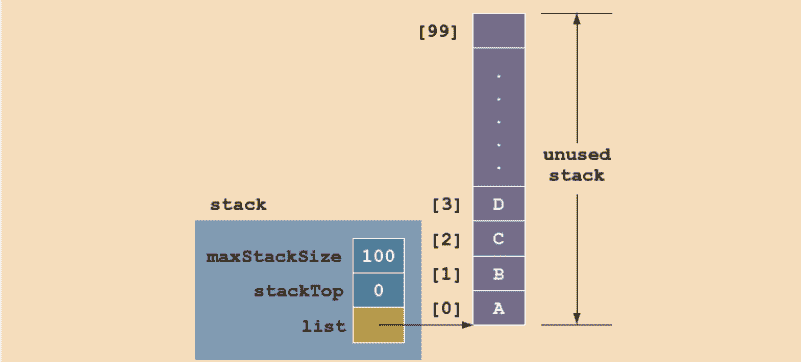 [99]
.
.
.
.
.
unused
stack
stack
[3] D
[2] C
maxStackSize 100
[1] B
stackTop 0
[0] A
list